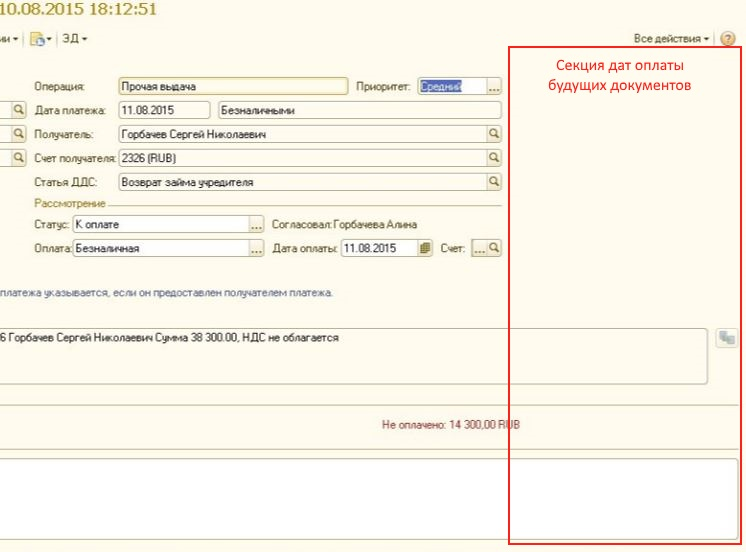 10.08.2015 18:12:51
ии ЭД Все действия ?
Секция дат оплаты
будущих документов
Операция: Прочая выдача Приоритет: Средний ...
Дата платежа: 11.08.2015 Безналичными
Получатель: Горбачев Сергей Николаевич
Счет получателя: 2326 (RUB)
Статья ДДС: Возврат займа учредителя
Рассмотрение
Статус: К оплате ... Согласовал: Горбачева Алина
Оплата: Безналичная ... Дата оплаты: 11.08.2015 Счет: ...
платежа указывается, если он предоставлен получателем платежа.
6 Горбачев Сергей Николаевич Сумма 38 300.00, НДС не облагается
Не оплачено: 14 300,00 RUB